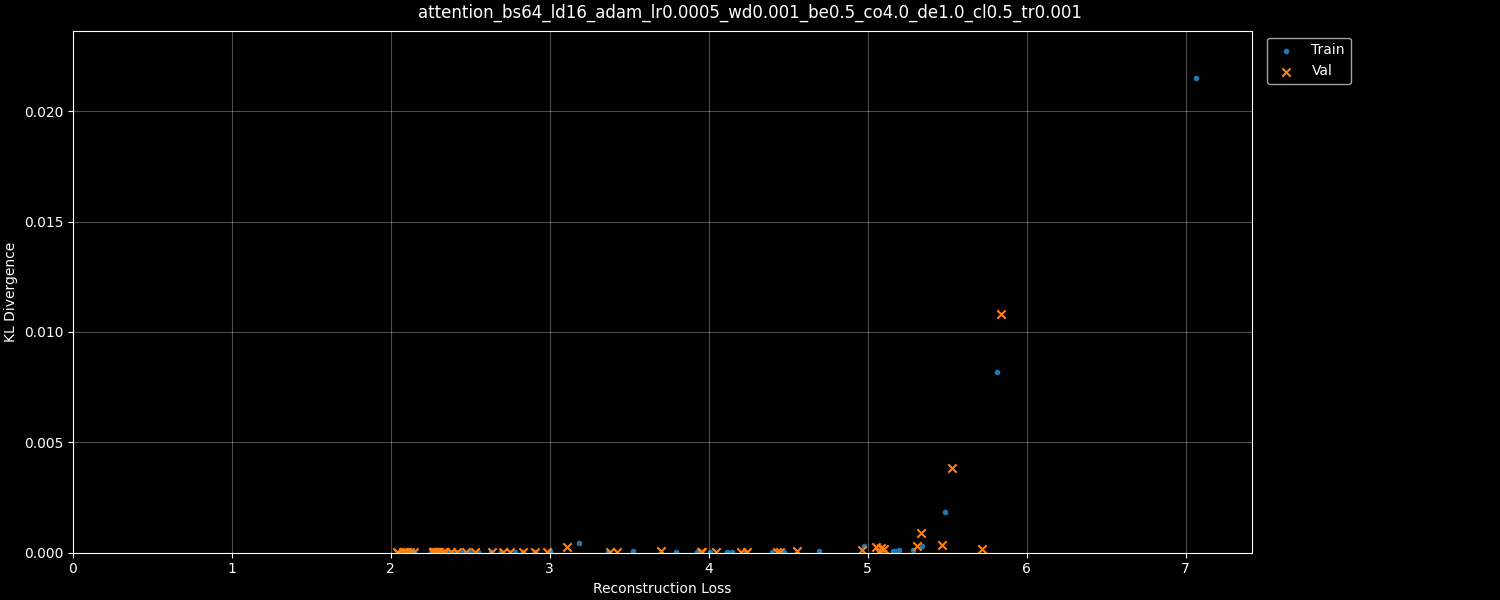 attention_bs64_ld16_adam_lr0.0005_wd0.001_be0.5_co4.0_de1.0_cl0.5_tr0.001
Train
Val
0.020
0.015
0.010
0.005
0.000
KL Divergence
0 1 2 3 4 5 6 7
Reconstruction Loss